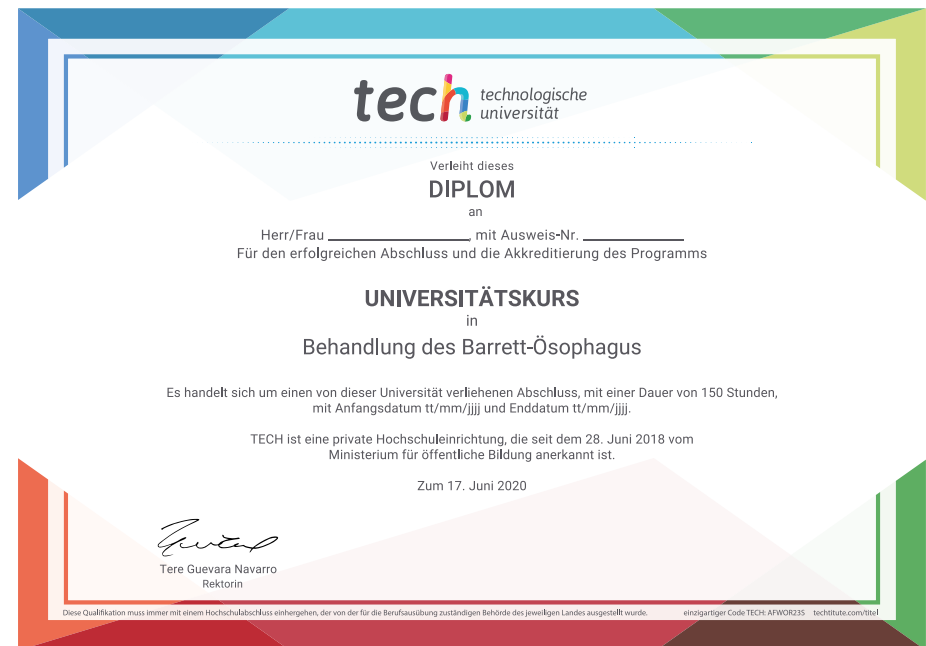 tech technologische
universität
Verleiht dieses
DIPLOM
an
Herr/Frau ____________, mit Ausweis-Nr. ____________
Für den erfolgreichen Abschluss und die Akkreditierung des Programms
UNIVERSITÄTSKURS
in
Behandlung des Barrett-Ösophagus
Es handelt sich um einen von dieser Universität verliehenen Abschluss, mit einer Dauer von 150 Stunden,
mit Anfangsdatum tt/mm/jjjj und Enddatum tt/mm/jjjj.
TECH ist eine private Hochschuleinrichtung, die seit dem 28. Juni 2018 vom
Ministerium für öffentliche Bildung anerkannt ist.
Zum 17. Juni 2020
Tere Guevara Navarro
Rektorin
Diese Qualifikation muss immer mit einem Hochschulabschluss einhergehen, der von der für die Berufsausübung zuständigen Behörde des jeweiligen Landes ausgestellt wurde. einzigartiger Code TECH: AFWOR23S techtitute.com/titel